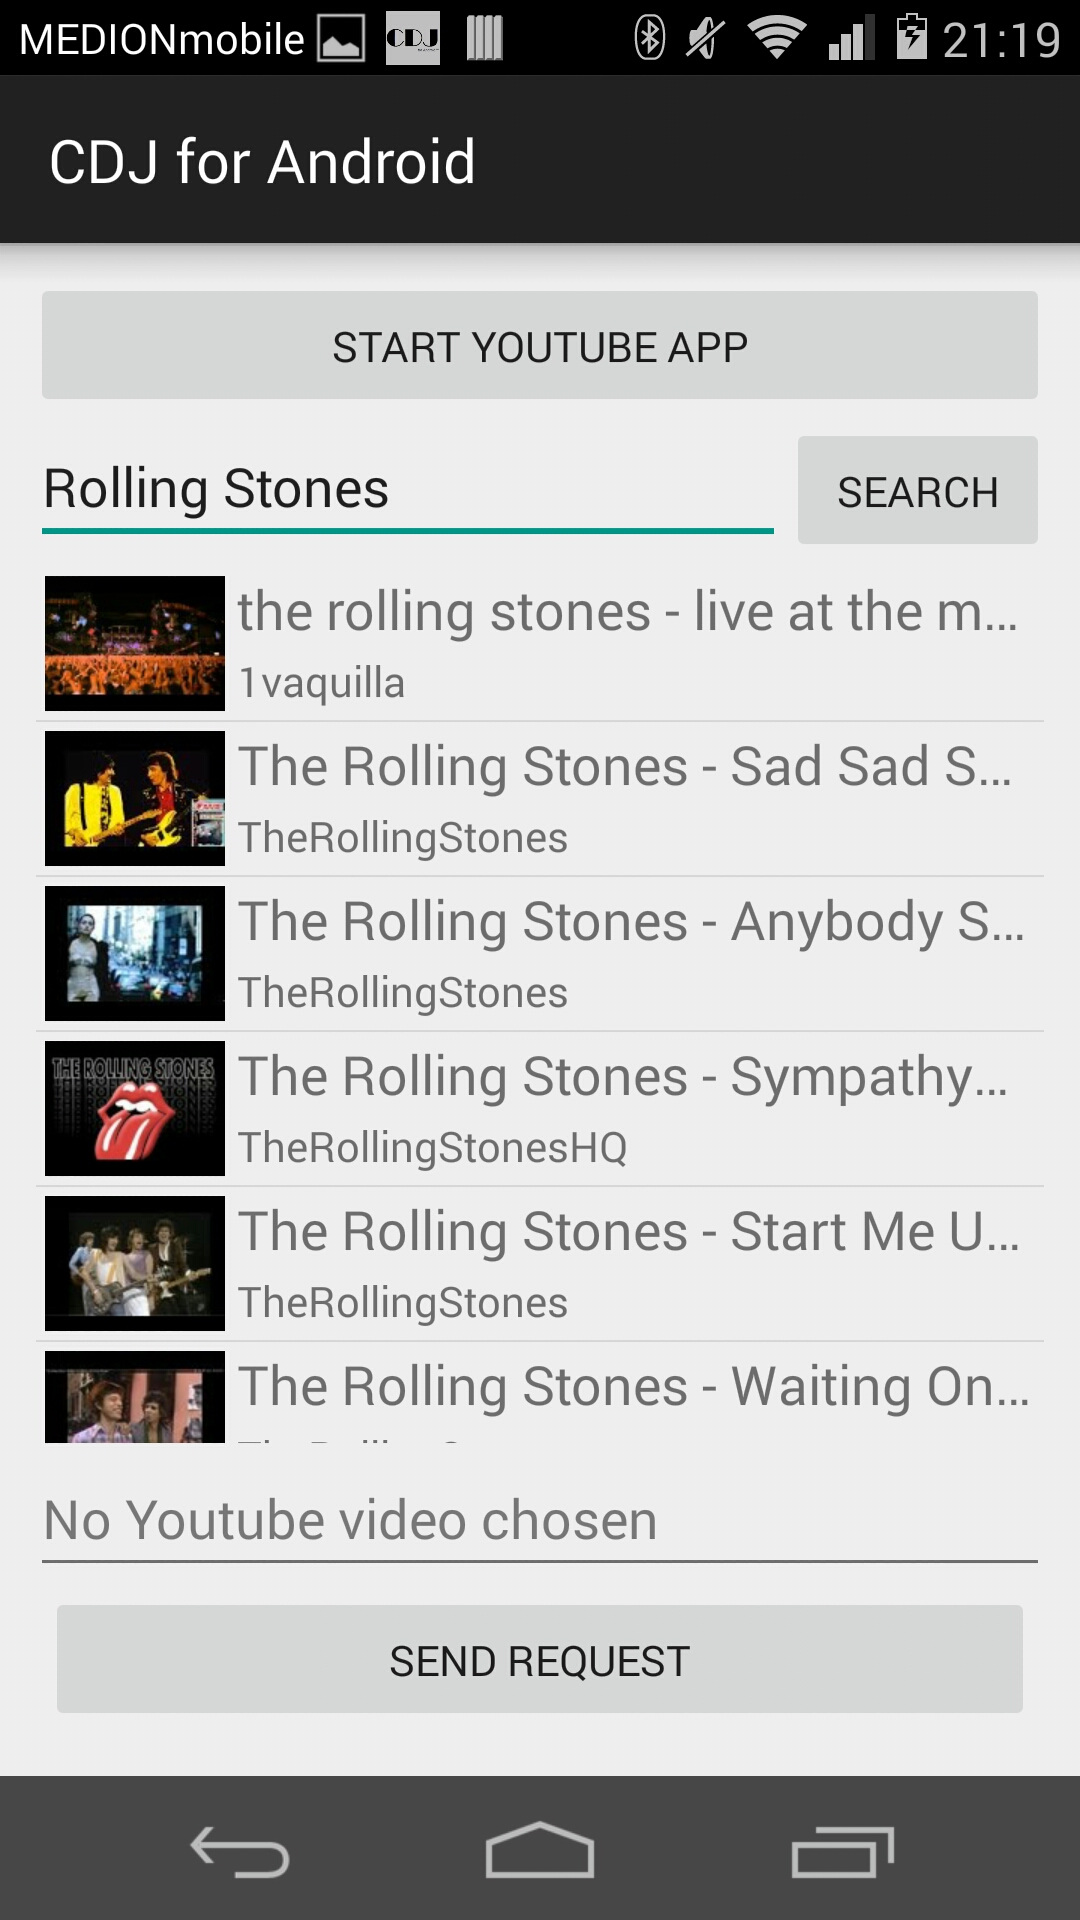 MEDIONmobile CDJ 21:19
CDJ for Android
START YOUTUBE APP
Rolling Stones SEARCH
the rolling stones - live at the m...
1vaquilla
The Rolling Stones - Sad Sad S...
TheRollingStones
The Rolling Stones - Anybody S...
TheRollingStones
THE ROLLING STONES
The Rolling Stones - Sympathy...
TheRollingStonesHQ
The Rolling Stones - Start Me U...
TheRollingStones
The Rolling Stones - Waiting On...
No Youtube video chosen
SEND REQUEST